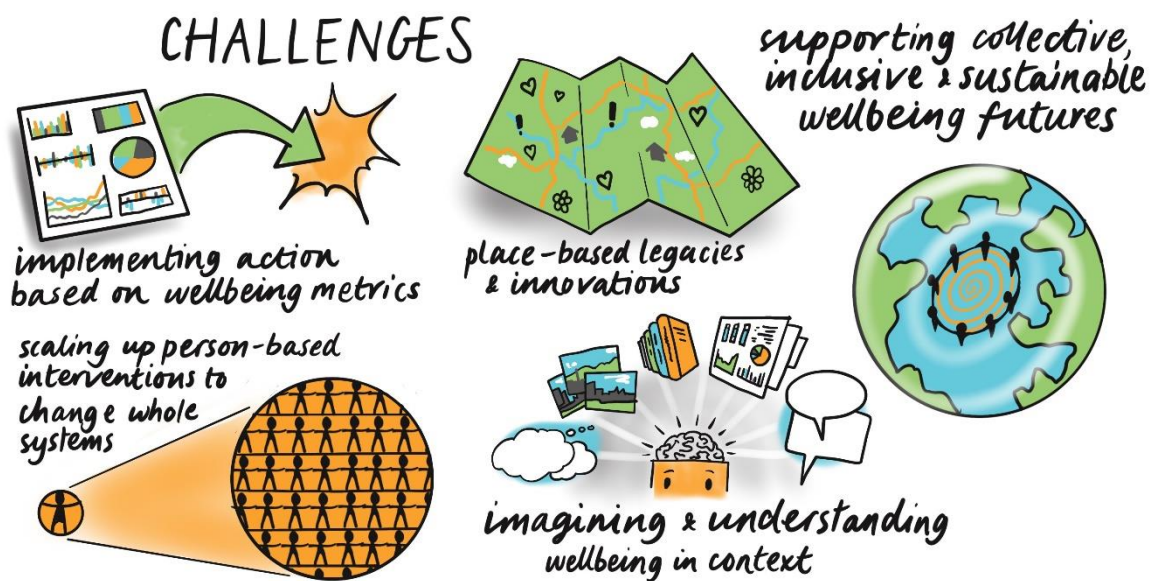 CHALLENGES
implementing action
based on wellbeing metrics
place-based legacies
& innovations
supporting collective,
inclusive & sustainable
wellbeing futures
scaling up person-based
interventions to
change whole
systems
imagining & understanding
wellbeing in context